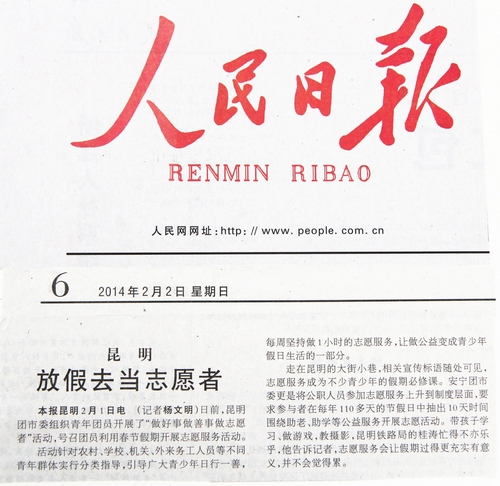 人民日报
RENMIN RIBAO
人民网网址:http://www.people.com.cn
6 2014年2月2日 星期日
昆明
放假去当志愿者
本报昆明2月1日电 (记者杨文明)日前,昆明
团市委组织青年团员开展了“做好事做善事做志愿
者”活动,号召团员利用春节假期开展志愿服务活动。
活动针对农村、学校、机关、外来务工人员等不同
青年群体实行分类指导,引导广大青少年日行一善,
每周坚持做1小时的志愿服务,让做公益变成青少年
假日生活的一部分。
走在昆明的大街小巷,相关宣传标语随处可见,
志愿服务成为不少青少年的假期必修课。安宁团市
委更是将公职人员参加志愿服务上升到制度层面,要
求参与者在每年110多天的节假日中抽出10天时间
围绕助老、助学等公益服务开展志愿活动。带孩子学
习、做游戏,教摄影,昆明铁路局的桂涛忙得不亦乐
乎,他告诉记者,志愿服务会让假期过得更充实有意
义,并不会觉得累。